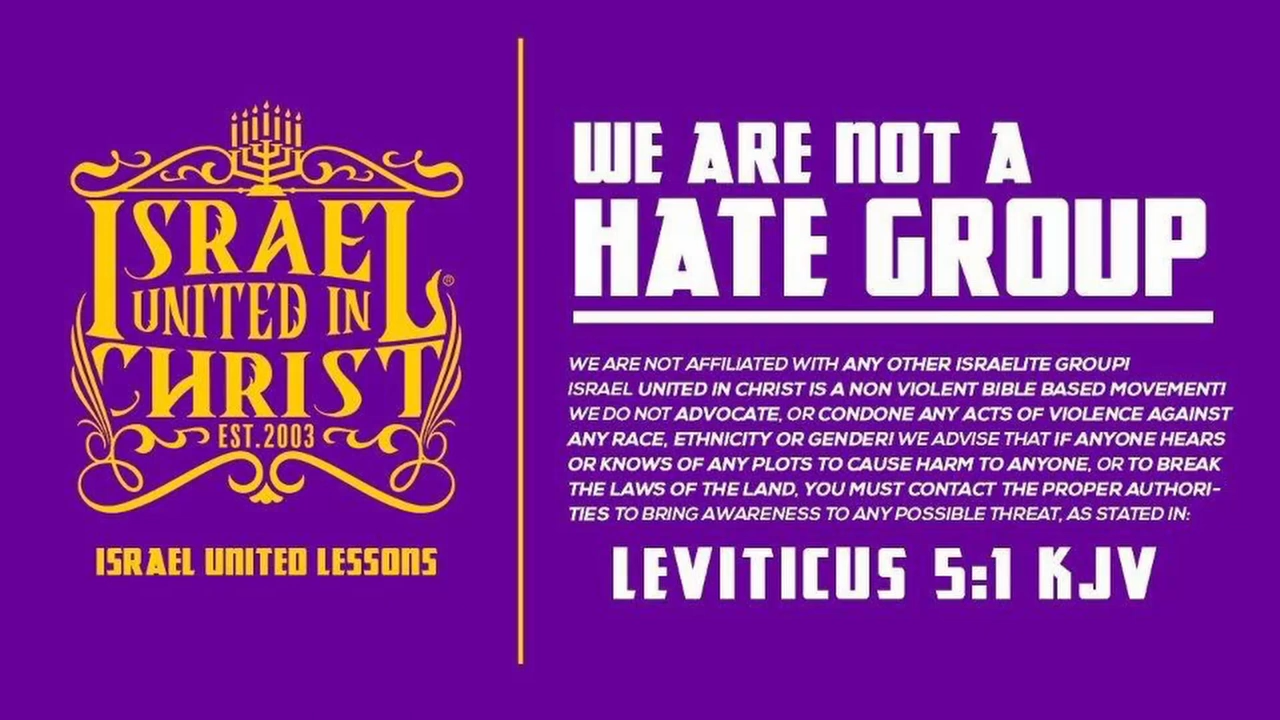 ISRAEL
UNITED IN
CHRIST
EST.2003
ISRAEL UNITED LESSONS
WE ARE NOT A
HATE GROUP
WE ARE NOT AFFILIATED WITH ANY OTHER ISRAELITE GROUP!
ISRAEL UNITED IN CHRIST IS A NON VIOLENT BIBLE BASED MOVEMENT!
WE DO NOT ADVOCATE, OR CONDONE ANY ACTS OF VIOLENCE AGAINST
ANY RACE, ETHNICITY OR GENDER! WE ADVISE THAT IF ANYONE HEARS
OR KNOWS OF ANY PLOTS TO CAUSE HARM TO ANYONE, OR TO BREAK
THE LAWS OF THE LAND, YOU MUST CONTACT THE PROPER AUTHORI-
TIES TO BRING AWARENESS TO ANY POSSIBLE THREAT, AS STATED IN:
LEVITICUS 5:1 KJV